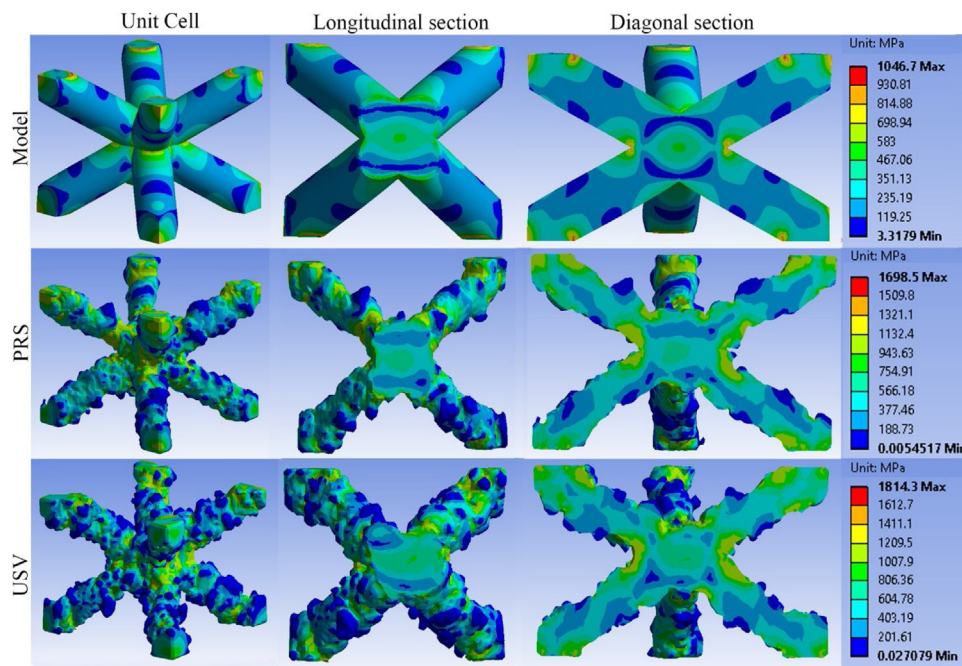 Unit Cell
Longitudinal section
Diagonal section
Model
Unit: MPa
1046.7 Max
930.81
814.88
698.94
583
467.06
351.13
235.19
119.25
3.3179 Min
PRS
Unit: MPa
1698.5 Max
1509.8
1321.1
1132.4
943.63
754.91
566.18
377.46
188.73
0.0054517 Min
USV
Unit: MPa
1814.3 Max
1612.7
1411.1
1209.5
1007.9
806.36
604.78
403.19
201.61
0.027079 Min